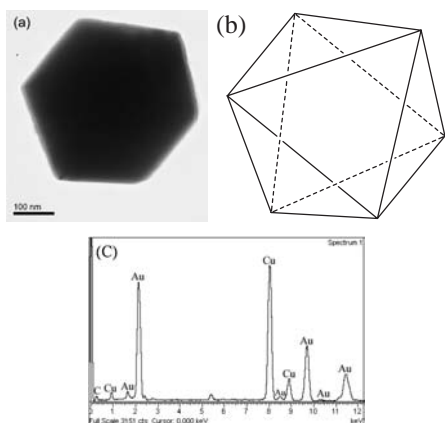 (a)
100 nm
(b)
(C)
Spectrum 1
Au
Cu
Au
C
Cu
Au
Au
Cu
Au
Au
0 1 2 3 4 5 6 7 8 9 10 11 12
Full Scale 3151 cts Cursor: 0.000 keV
keV